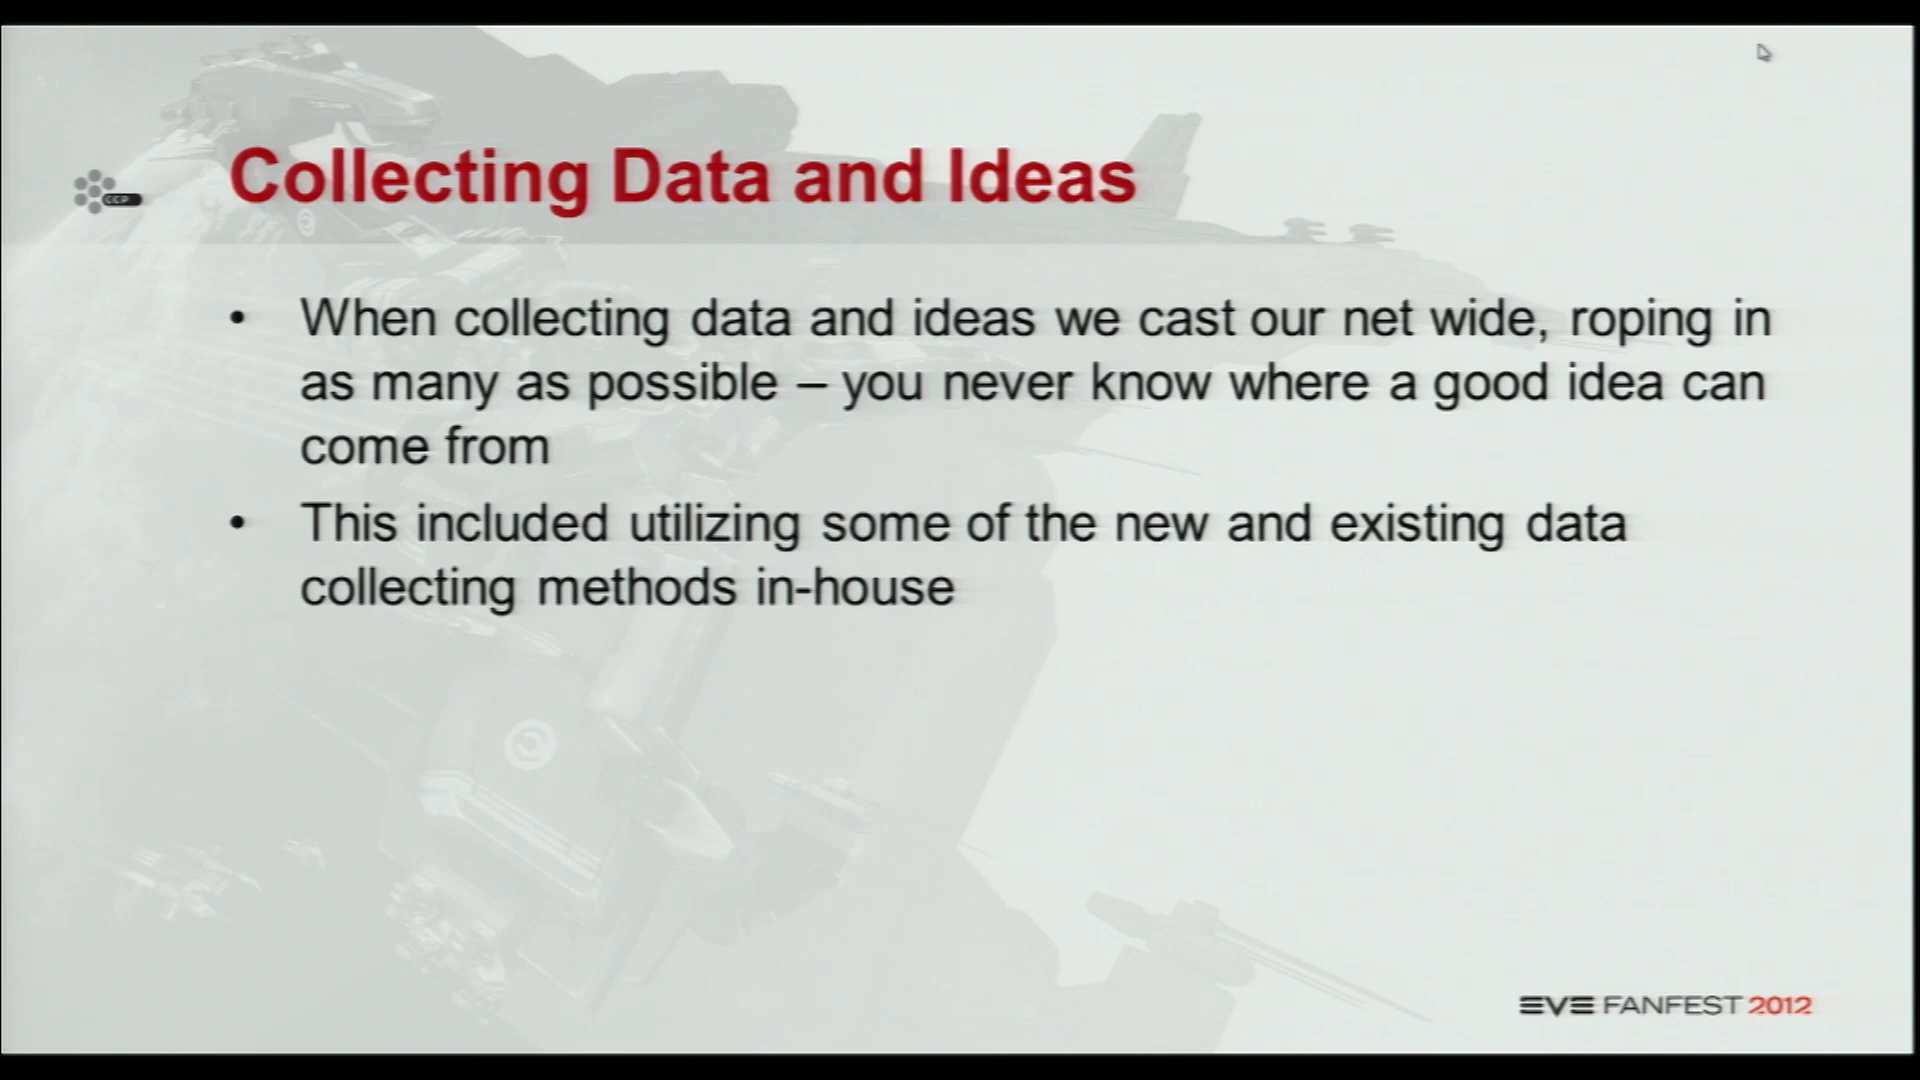 Collecting Data and Ideas
CCP
• When collecting data and ideas we cast our net wide, roping in
as many as possible – you never know where a good idea can
come from
• This included utilizing some of the new and existing data
collecting methods in-house
EVE FANFEST 2012